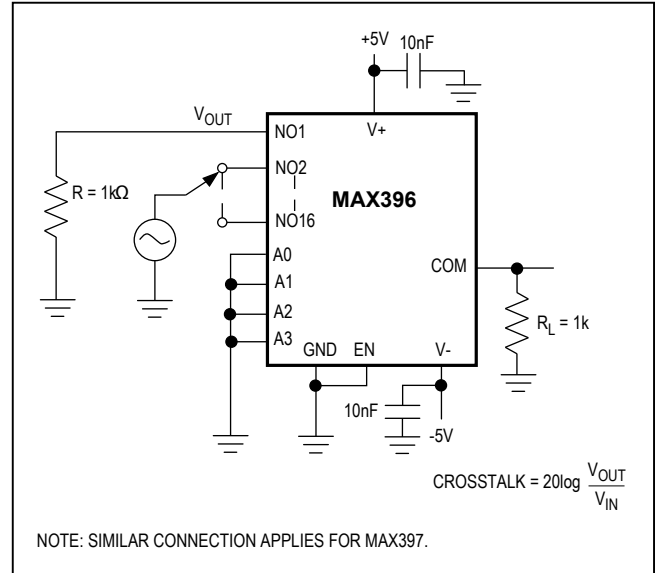 +5V 10nF
V+
VOUT
NO1
R = 1kΩ
NO2
MAX396
NO16
A0
COM
A1
A2
RL = 1k
A3
GND EN V-
10nF
-5V
CROSSTALK = 20log VOUT
VIN
NOTE: SIMILAR CONNECTION APPLIES FOR MAX397.